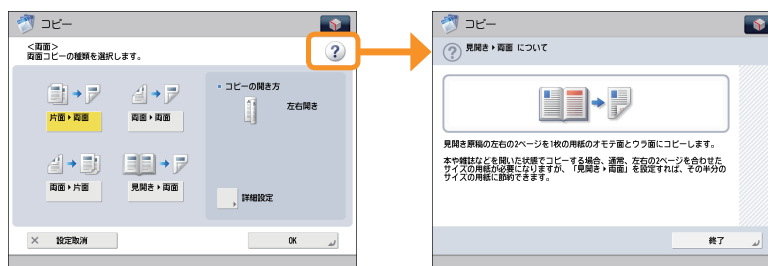 コピー
<両面>
両面コピーの種類を選択します。
?
片面▸両面
両面▸両面
両面▸片面
見開き▸両面
コピーの開き方
左右開き
詳細設定
× 設定取消
OK
コピー
? 見開き▸両面 について
見開き原稿の左右の2ページを1枚の用紙のオモテ面とウラ面にコピーします。
本や雑誌などを開いた状態でコピーする場合、通常、左右の2ページを合わせた
サイズの用紙が必要になりますが、「見開き▸両面」を設定すれば、その半分の
サイズの用紙に節約できます。
終了